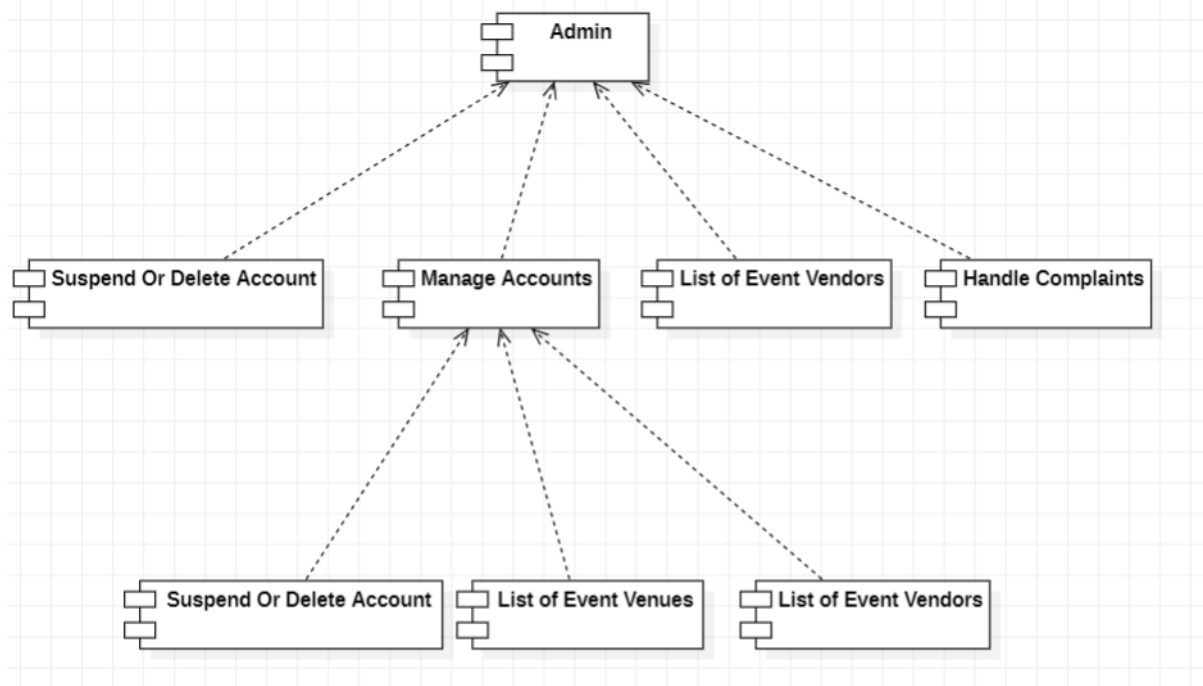 Admin
Suspend Or Delete Account
Manage Accounts
List of Event Vendors
Handle Complaints
Suspend Or Delete Account
List of Event Venues
List of Event Vendors